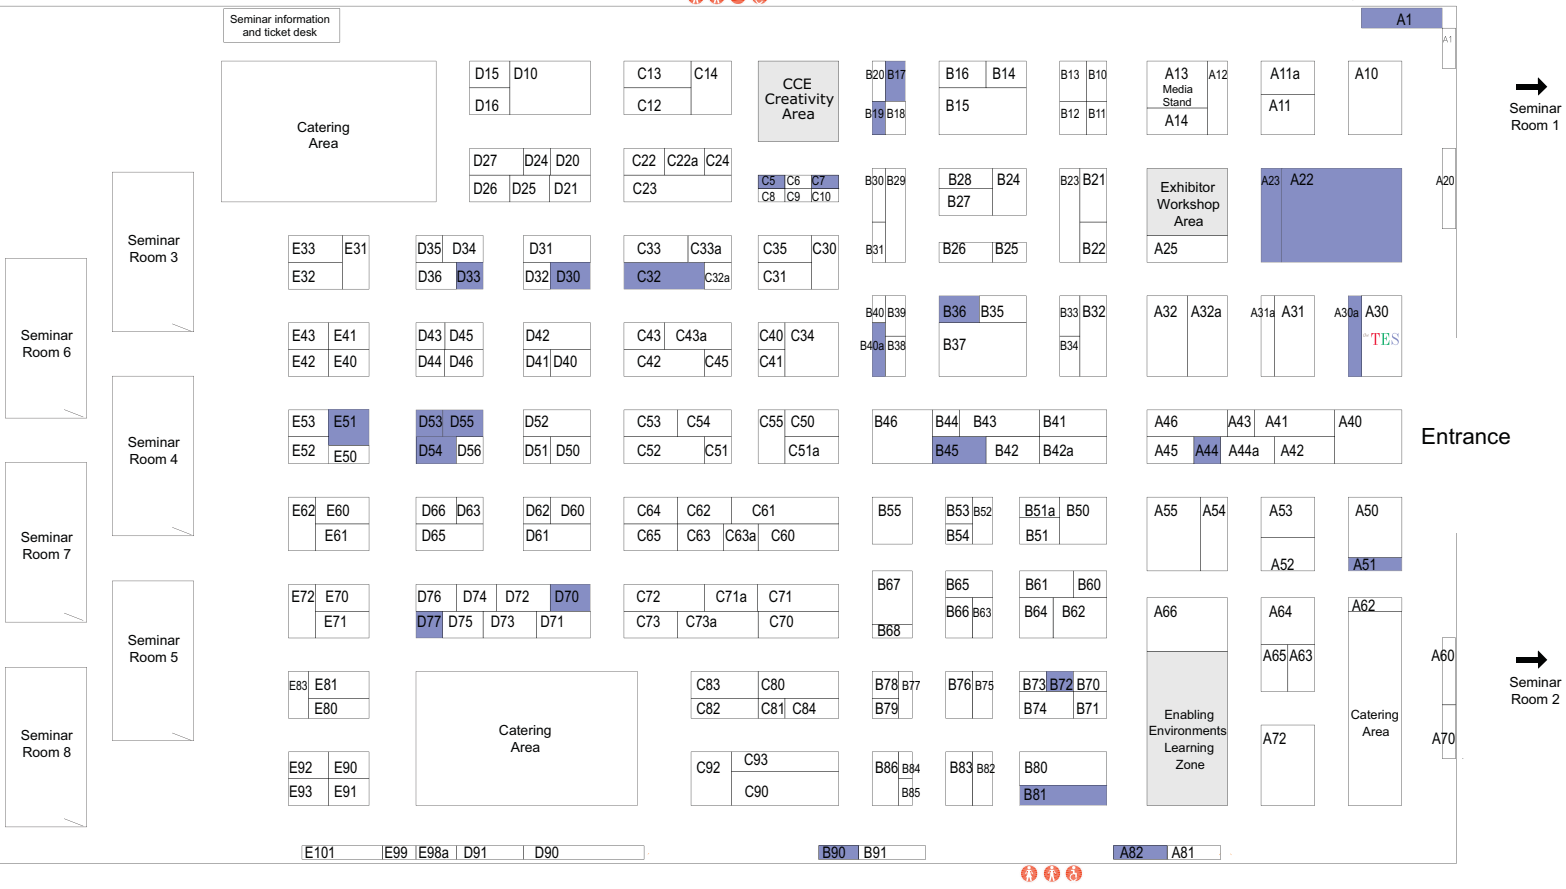 Seminar information
and ticket desk
A1
A1
D15 D10
D16
C13 C14
C12
CCE
Creativity
Area
B20 B17
B19 B18
B16 B14
B15
B13 B10
B12 B11
A13 A12
Media
Stand
A14
A11a
A11
A10
Seminar
Room 1
Catering
Area
D27 D24 D20
D26 D25 D21
C22 C22a C24
C23
C5 C6 C7
C8 C9 C10
B30 B29
B31
B28 B24
B27
B26 B25
B23 B21
B22
Exhibitor
Workshop
Area
A25
A23 A22
A20
Seminar
Room 3
E33 E31
E32
D35 D34
D36 D33
D31
D32 D30
C33 C33a
C32 C32a
C35 C30
C31
Seminar
Room 6
E43 E41
E42 E40
D43 D45
D44 D46
D42
D41 D40
C43 C43a
C42 C45
C40 C34
C41
B40 B39
B40a B38
B36 B35
B37
B33 B32
B34
A32 A32a
A31a A31
A30a A30
the TES
Seminar
Room 4
E53 E51
E52 E50
D53 D55
D54 D56
D52
D51 D50
C53 C54
C52 C51
C55 C50
C51a
B46 B44 B43 B41
B45 B42 B42a
A46 A43 A41 A40
A45 A44 A44a A42
Entrance
Seminar
Room 7
E62 E60
E61
D66 D63
D65
D62 D60
D61
C64 C62 C61
C65 C63 C63a C60
B55
B53 B52
B54
B51a B50
B51
A55 A54
A53
A52
A50
A51
Seminar
Room 5
E72 E70
E71
D76 D74 D72 D70
D77 D75 D73 D71
C72 C71a C71
C73 C73a C70
B67
B68
B65
B66 B63
B61 B60
B64 B62
A66
A64
A65 A63
A62
A60
Seminar
Room 2
Seminar
Room 8
E83 E81
E80
Catering
Area
C83 C80
C82 C81 C84
B78 B77
B79
B76 B75
B73 B72 B70
B74 B71
Enabling
Environments
Learning
Zone
A72
Catering
Area
A70
E92 E90
E93 E91
C92 C93
C90
B86 B84
B85
B83 B82
B80
B81
E101 E99 E98a D91 D90
B90 B91
A82 A81